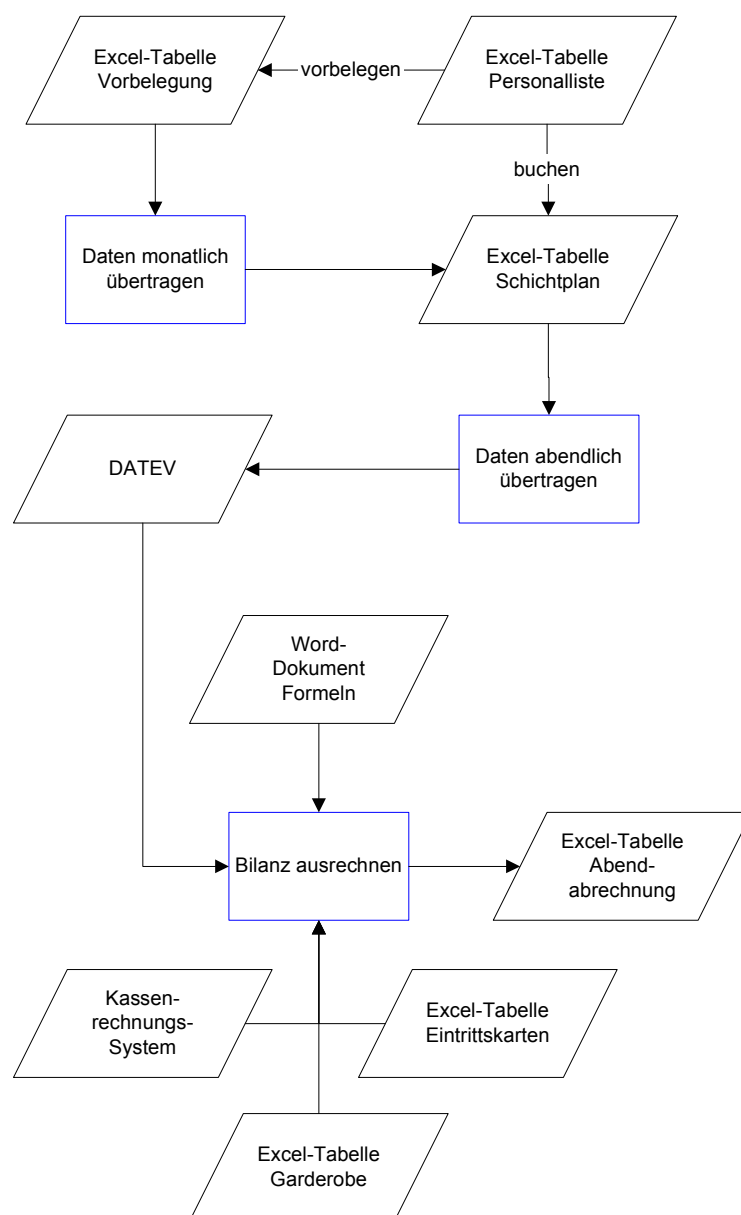 Excel-Tabelle
Vorbelegung
vorbelegen
Excel-Tabelle
Personalliste
buchen
Daten monatlich
übertragen
Excel-Tabelle
Schichtplan
DATEV
Daten abendlich
übertragen
Word-
Dokument
Formeln
Bilanz ausrechnen
Excel-Tabelle
Abend-
abrechnung
Kassen-
rechnungs-
System
Excel-Tabelle
Eintrittskarten
Excel-Tabelle
Garderobe